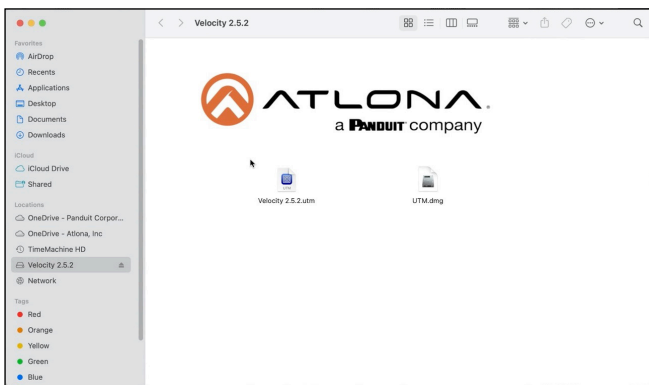 Velocity 2.5.2
Favorites
AirDrop
Recents
Applications
Desktop
Documents
Downloads
iCloud
iCloud Drive
Shared
Locations
OneDrive - Panduit Corpor...
OneDrive - Atlona, Inc
TimeMachine HD
Velocity 2.5.2
Network
Tags
Red
Orange
Yellow
Green
Blue
ATLONA.
a PANDUIT company
UTM
Velocity 2.5.2.utm
UTM.dmg